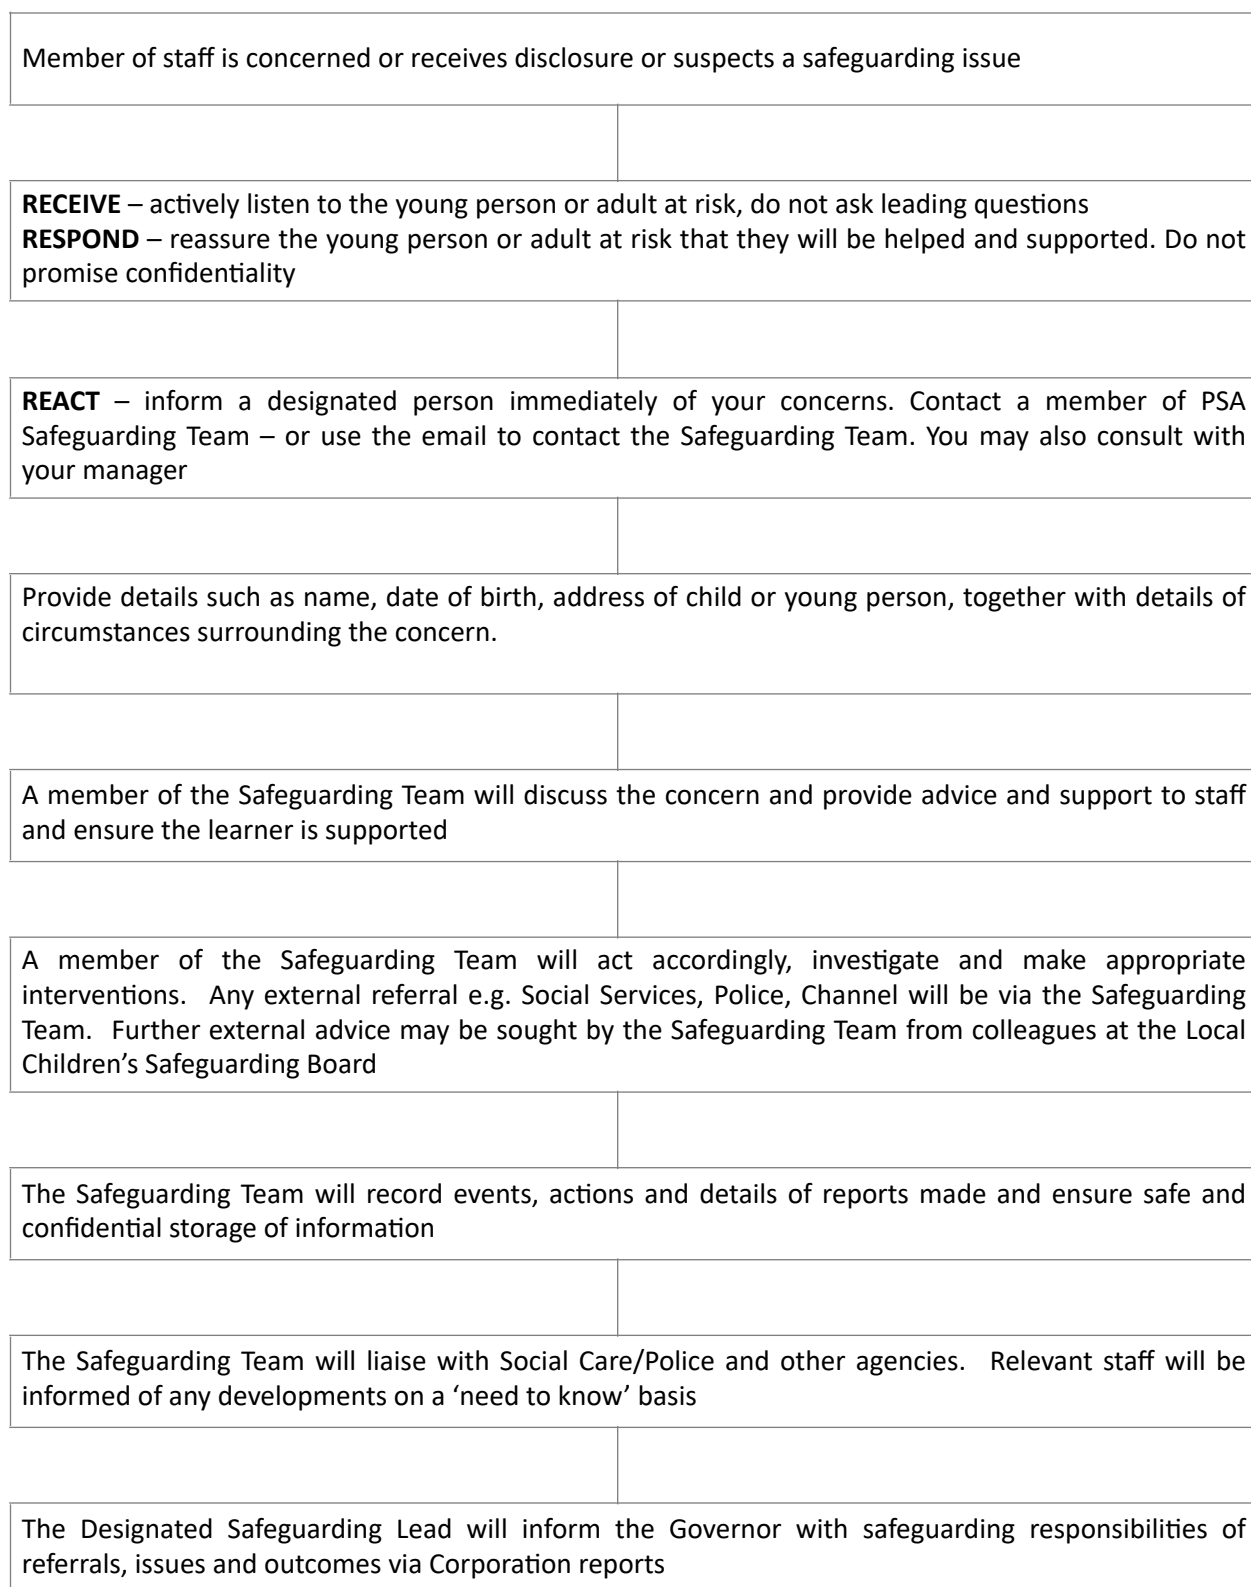 Member of staff is concerned or receives disclosure or suspects a safeguarding issue
RECEIVE – actively listen to the young person or adult at risk, do not ask leading questions
RESPOND – reassure the young person or adult at risk that they will be helped and supported. Do not
promise confidentiality
REACT – inform a designated person immediately of your concerns. Contact a member of PSA
Safeguarding Team – or use the email to contact the Safeguarding Team. You may also consult with
your manager
Provide details such as name, date of birth, address of child or young person, together with details of
circumstances surrounding the concern.
A member of the Safeguarding Team will discuss the concern and provide advice and support to staff
and ensure the learner is supported
A member of the Safeguarding Team will act accordingly, investigate and make appropriate
interventions. Any external referral e.g. Social Services, Police, Channel will be via the Safeguarding
Team. Further external advice may be sought by the Safeguarding Team from colleagues at the Local
Children’s Safeguarding Board
The Safeguarding Team will record events, actions and details of reports made and ensure safe and
confidential storage of information
The Safeguarding Team will liaise with Social Care/Police and other agencies. Relevant staff will be
informed of any developments on a ‘need to know’ basis
The Designated Safeguarding Lead will inform the Governor with safeguarding responsibilities of
referrals, issues and outcomes via Corporation reports